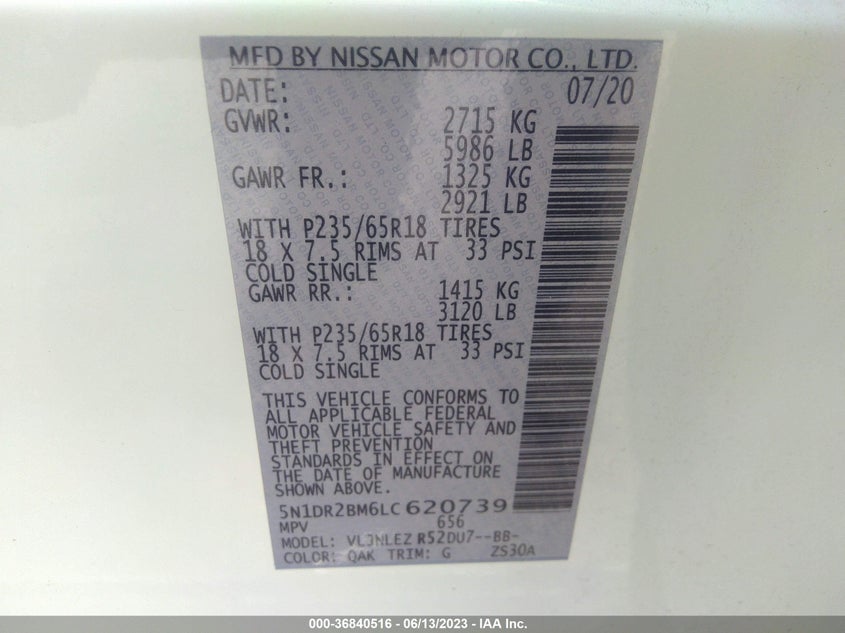 MFD BY NISSAN MOTOR CO., LTD.
DATE: 07/20
GVWR: 2715 KG
5986 LB
GAWR FR.: 1325 KG
2921 LB
WITH P235/65R18 TIRES
18 X 7.5 RIMS AT 33 PSI
COLD SINGLE
GAWR RR.: 1415 KG
3120 LB
WITH P235/65R18 TIRES
18 X 7.5 RIMS AT 33 PSI
COLD SINGLE
THIS VEHICLE CONFORMS TO
ALL APPLICABLE FEDERAL
MOTOR VEHICLE SAFETY AND
THEFT PREVENTION
STANDARDS IN EFFECT ON
THE DATE OF MANUFACTURE
SHOWN ABOVE.
5N1DR2BM6LC620739
MPV 656
MODEL: VLJNLEZ R52DU7--BB-
COLOR: QAK TRIM: G ZS30A
000-36840516 - 06/13/2023 - IAA Inc.